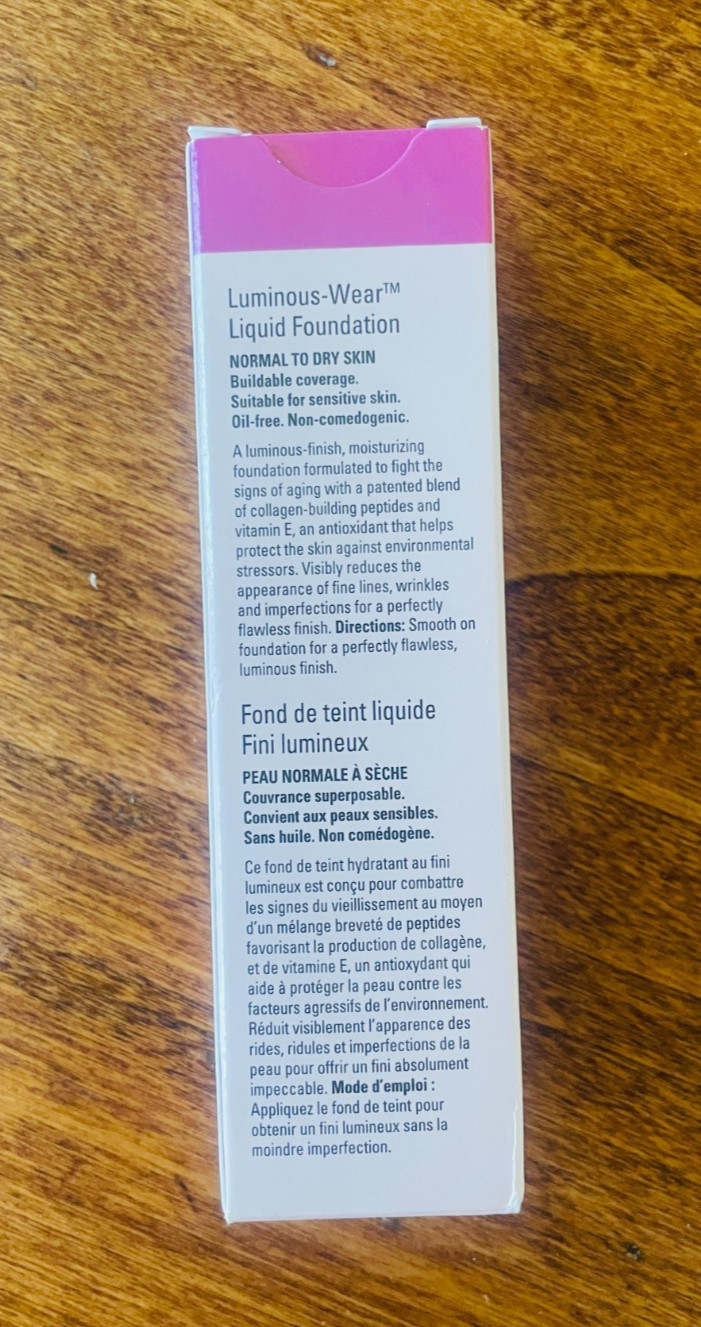 Luminous-Wear™
Liquid Foundation
NORMAL TO DRY SKIN
Buildable coverage.
Suitable for sensitive skin.
Oil-free. Non-comedogenic.
A luminous-finish, moisturizing
foundation formulated to fight the
signs of aging with a patented blend
of collagen-building peptides and
vitamin E, an antioxidant that helps
protect the skin against environmental
stressors. Visibly reduces the
appearance of fine lines, wrinkles
and imperfections for a perfectly
flawless finish. Directions: Smooth on
foundation for a perfectly flawless,
luminous finish.
Fond de teint liquide
Fini lumineux
PEAU NORMALE À SÈCHE
Couvrance superposable.
Convient aux peaux sensibles.
Sans huile. Non comédogène.
Ce fond de teint hydratant au fini
lumineux est conçu pour combattre
les signes du vieillissement au moyen
d'un mélange breveté de peptides
favorisant la production de collagène,
et de vitamine E, un antioxydant qui
aide à protéger la peau contre les
facteurs agressifs de l'environnement.
Réduit visiblement l'apparence des
rides, ridules et imperfections de la
peau pour offrir un fini absolument
impeccable. Mode d'emploi :
Appliquez le fond de teint pour
obtenir un fini lumineux sans la
moindre imperfection.